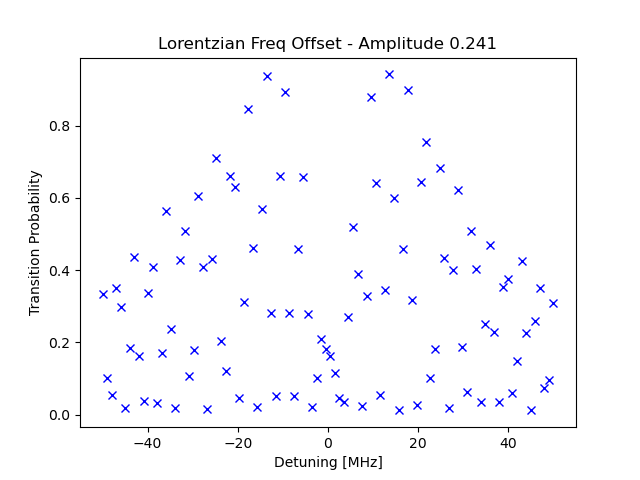 Lorentzian Freq Offset - Amplitude 0.241
Transition Probability
0.8
0.6
0.4
0.2
0.0
−40 −20 0 20 40
Detuning [MHz]